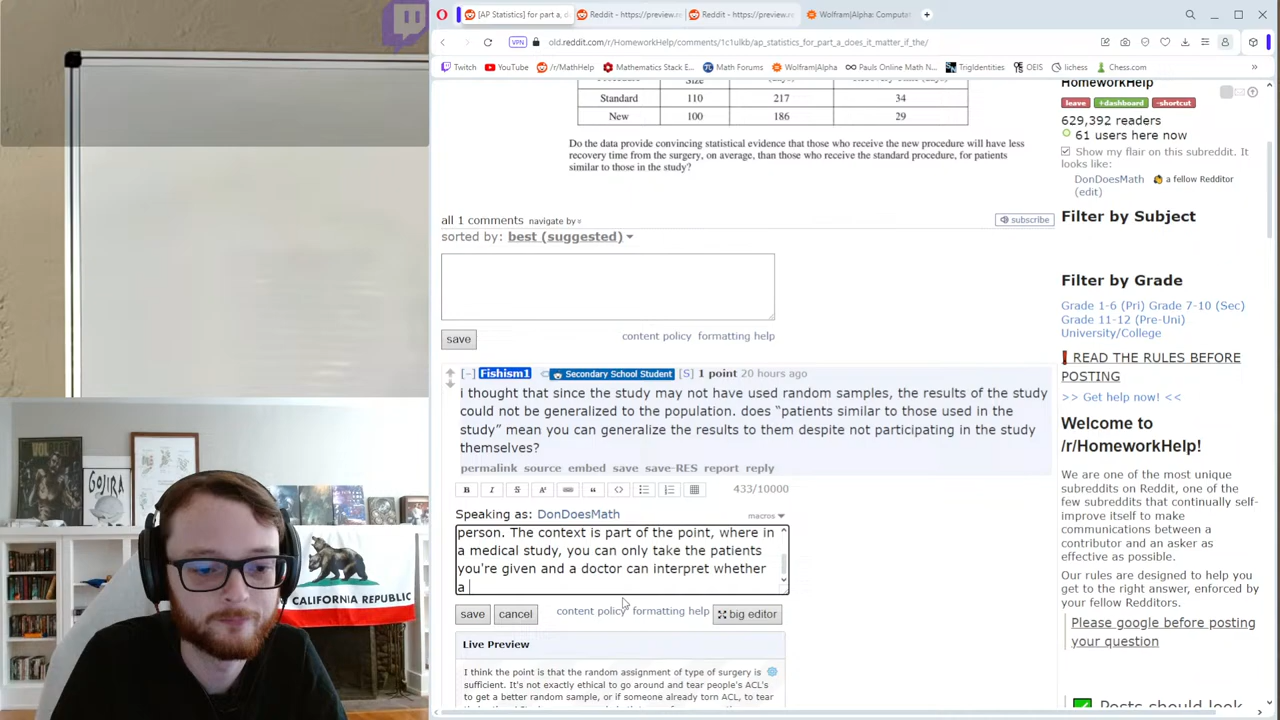 [AP Statistics] for part a, d
Reddit - https://preview.re
Reddit - https://preview.red
Wolfram|Alpha: Computat
VPN
old.reddit.com/r/HomeworkHelp/comments/1c1ulkb/ap_statistics_for_part_a_does_it_matter_if_the/
Twitch
YouTube
/r/MathHelp
Mathematics Stack E...
Math Forums
Wolfram|Alpha
Pauls Online Math N...
TrigIdentities
OEIS
lichess
Chess.com
Size
Standard 110 217 34
New 100 186 29
Do the data provide convincing statistical evidence that those who receive the new procedure will have less
recovery time from the surgery, on average, than those who receive the standard procedure, for patients
similar to those in the study?
all 1 comments navigate by
sorted by: best (suggested)
subscribe
save
content policy formatting help
[–] Fishism1 Secondary School Student [S] 1 point 20 hours ago
i thought that since the study may not have used random samples, the results of the study
could not be generalized to the population. does “patients similar to those used in the
study” mean you can generalize the results to them despite not participating in the study
themselves?
permalink source embed save save-RES report reply
433/10000
Speaking as: DonDoesMath
macros
person. The context is part of the point, where in
a medical study, you can only take the patients
you're given and a doctor can interpret whether
a
save cancel content policy formatting help big editor
Live Preview
I think the point is that the random assignment of type of surgery is
sufficient. It's not exactly ethical to go around and tear people's ACL's
to get a better random sample, or if someone already torn ACL, to tear
HomeworkHelp
leave +dashboard -shortcut
629,392 readers
61 users here now
Show my flair on this subreddit. It
looks like:
DonDoesMath a fellow Redditor
(edit)
Filter by Subject
Filter by Grade
Grade 1-6 (Pri) Grade 7-10 (Sec)
Grade 11-12 (Pre-Uni)
University/College
READ THE RULES BEFORE
POSTING
>> Get help now! <<
Welcome to
/r/HomeworkHelp!
We are one of the most unique
subreddits on Reddit, one of the
few subreddits that continually self-
improve itself to make
communications between a
contributor and an asker as
effective as possible.
Our rules are designed to help you
get to the right answer, enforced by
your fellow Redditors.
Please google before posting
your question
Posts should look
GOJIRA
CALIFORNIA REPUBLIC